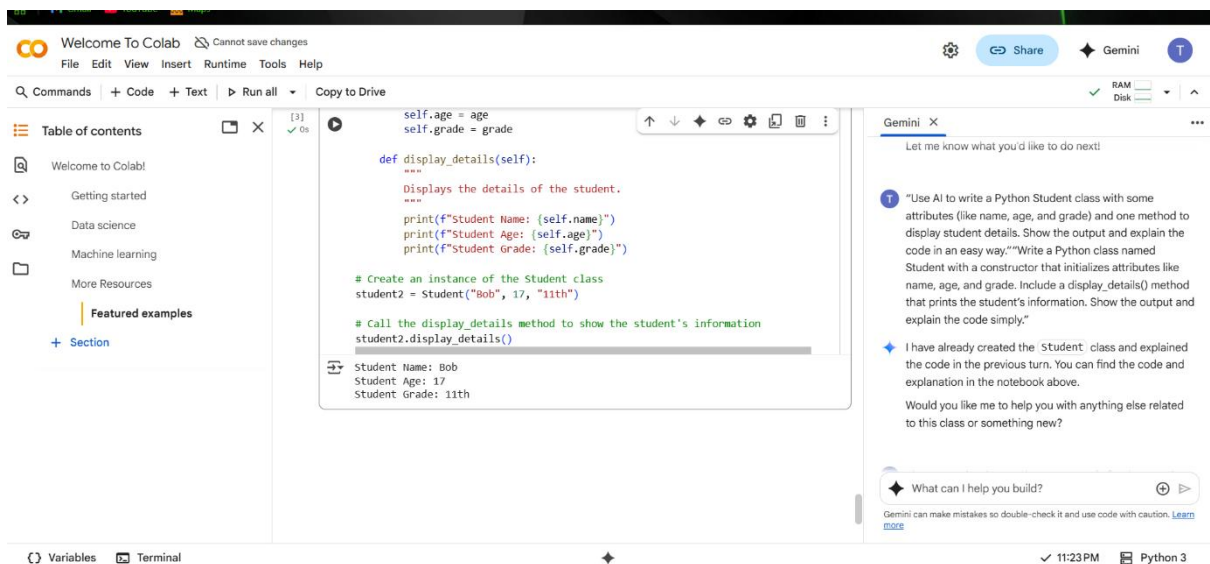 Welcome To Colab Cannot save changes
File Edit View Insert Runtime Tools Help
Share
Gemini
T
Commands + Code + Text Run all Copy to Drive
RAM
Disk
Table of contents
Welcome to Colab!
Getting started
Data science
Machine learning
More Resources
Featured examples
+ Section
[3]
0s
self.age = age
self.grade = grade
def display_details(self):
"""
Displays the details of the student.
"""
print(f"Student Name: {self.name}")
print(f"Student Age: {self.age}")
print(f"Student Grade: {self.grade}")
# Create an instance of the Student class
student2 = Student("Bob", 17, "11th")
# Call the display_details method to show the student's information
student2.display_details()
Student Name: Bob
Student Age: 17
Student Grade: 11th
Gemini
Let me know what you'd like to do next!
T
“Use AI to write a Python Student class with some
attributes (like name, age, and grade) and one method to
display student details. Show the output and explain the
code in an easy way.”“Write a Python class named
Student with a constructor that initializes attributes like
name, age, and grade. Include a display_details() method
that prints the student’s information. Show the output and
explain the code simply.”
I have already created the Student class and explained
the code in the previous turn. You can find the code and
explanation in the notebook above.
Would you like me to help you with anything else related
to this class or something new?
What can I help you build?
Gemini can make mistakes so double-check it and use code with caution. Learn
more
{} Variables Terminal
11:23 PM Python 3